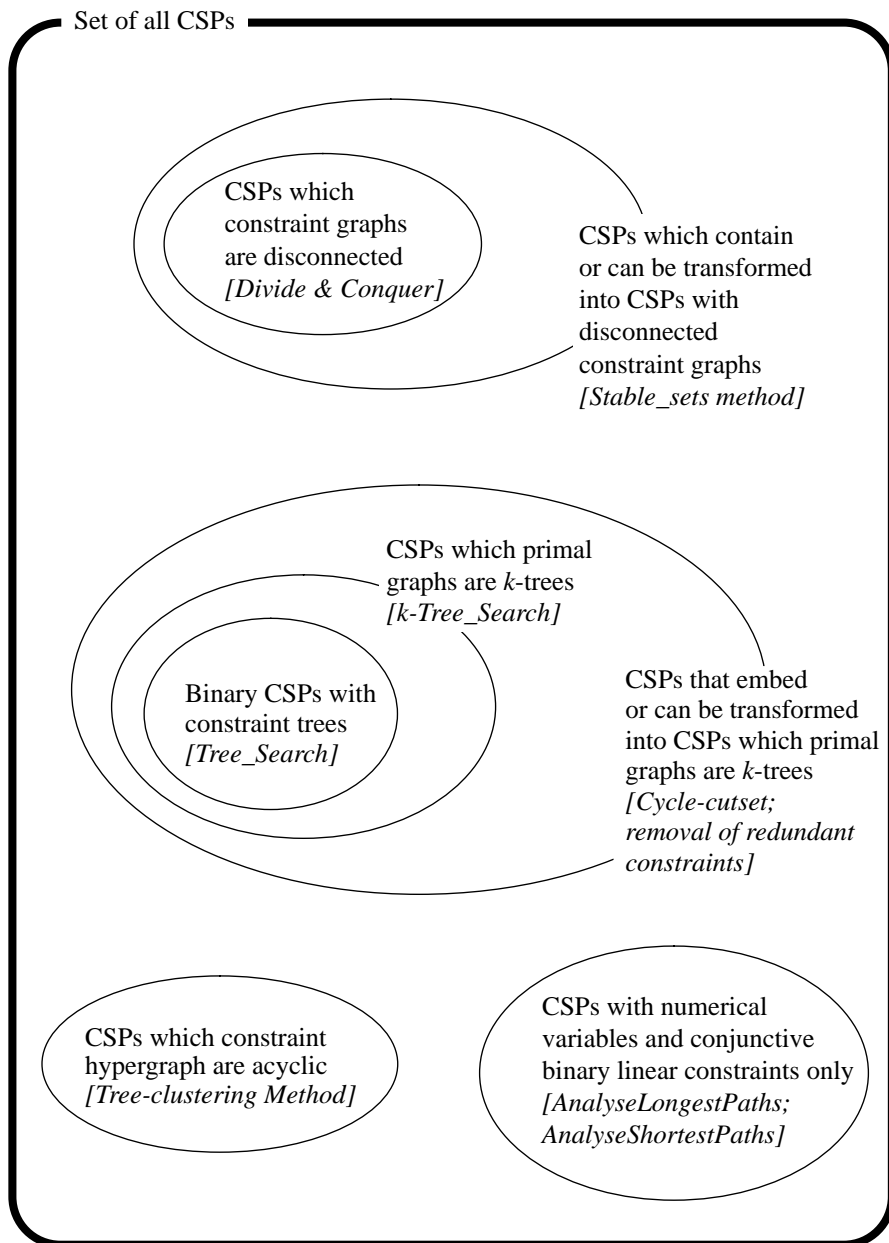 Set of all CSPs
CSPs which
constraint graphs
are disconnected
[Divide & Conquer]
CSPs which contain
or can be transformed
into CSPs with
disconnected
constraint graphs
[Stable_sets method]
CSPs which primal
graphs are k-trees
[k-Tree_Search]
Binary CSPs with
constraint trees
[Tree_Search]
CSPs that embed
or can be transformed
into CSPs which primal
graphs are k-trees
[Cycle-cutset;
removal of redundant
constraints]
CSPs which constraint
hypergraph are acyclic
[Tree-clustering Method]
CSPs with numerical
variables and conjunctive
binary linear constraints only
[AnalyseLongestPaths;
AnalyseShortestPaths]